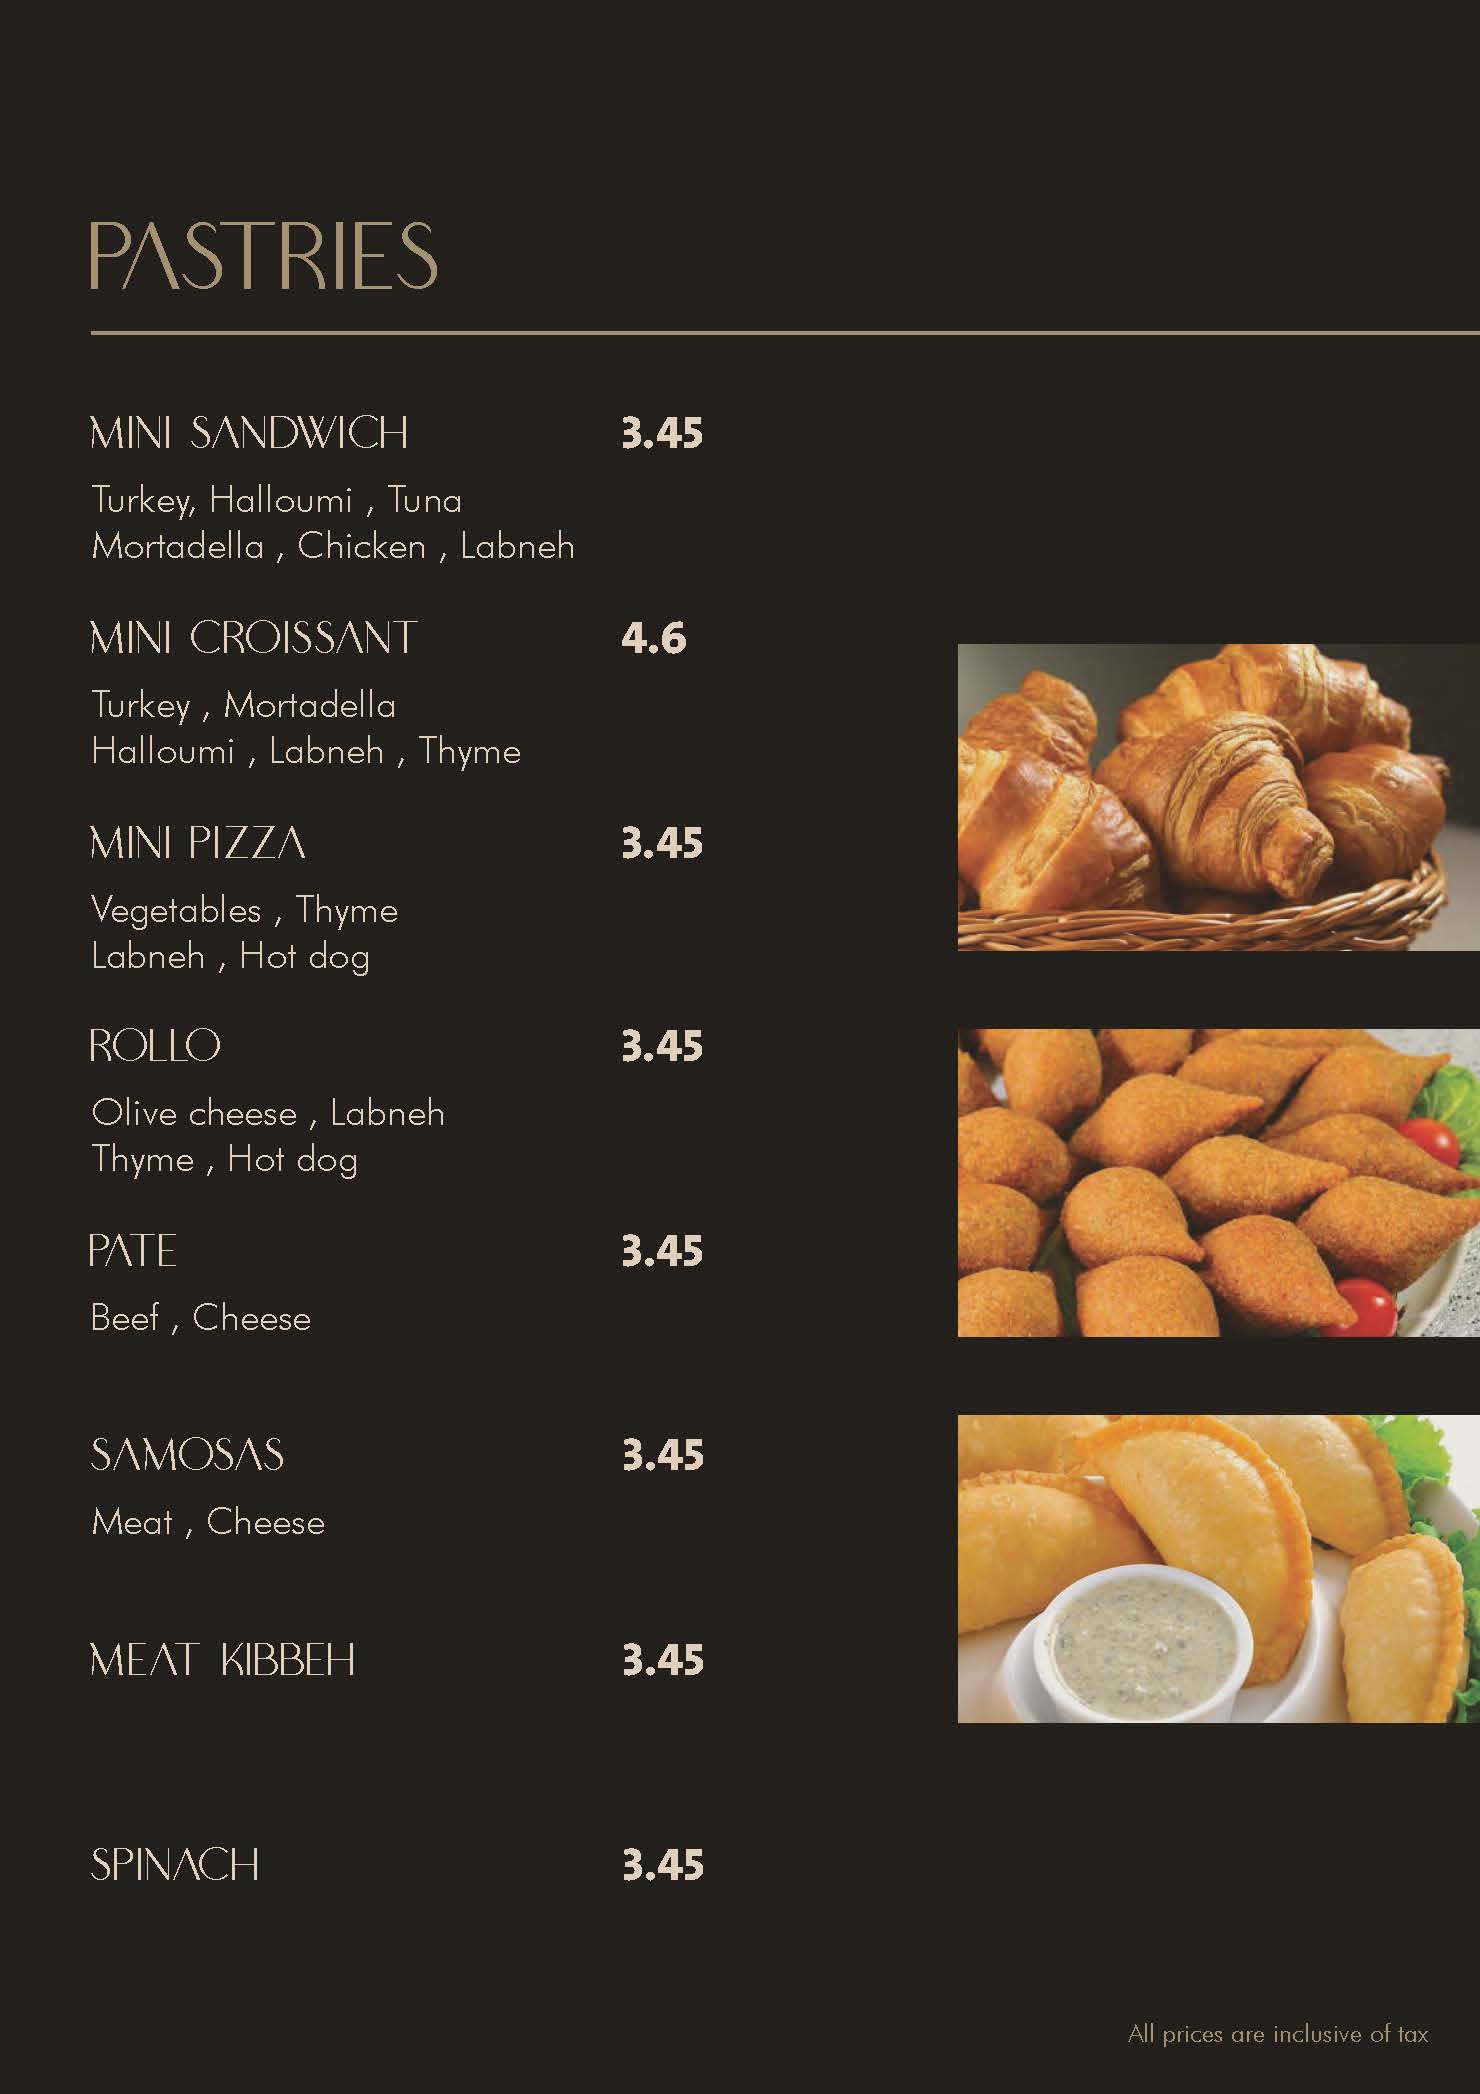 PASTRIES
MINI SANDWICH 3.45
Turkey, Halloumi , Tuna
Mortadella , Chicken , Labneh
MINI CROISSANT 4.6
Turkey , Mortadella
Halloumi , Labneh , Thyme
MINI PIZZA 3.45
Vegetables , Thyme
Labneh , Hot dog
ROLLO 3.45
Olive cheese , Labneh
Thyme , Hot dog
PATE 3.45
Beef , Cheese
SAMOSAS 3.45
Meat , Cheese
MEAT KIBBEH 3.45
SPINACH 3.45
All prices are inclusive of tax